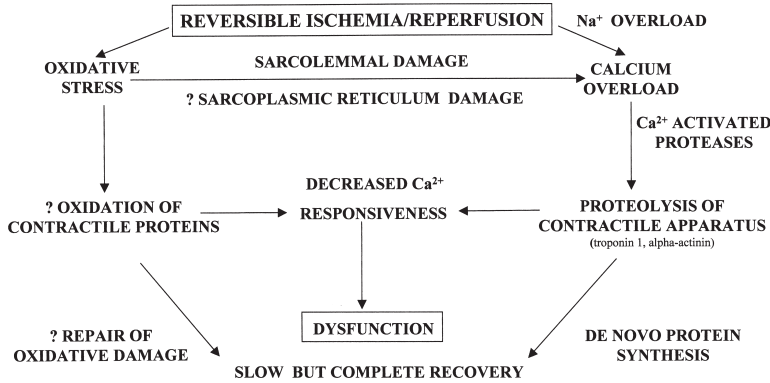 REVERSIBLE ISCHEMIA/REPERFUSION
Na⁺ OVERLOAD
OXIDATIVE
STRESS
SARCOLEMMAL DAMAGE
? SARCOPLASMIC RETICULUM DAMAGE
CALCIUM
OVERLOAD
Ca²⁺ ACTIVATED
PROTEASES
DECREASED Ca²⁺
RESPONSIVENESS
? OXIDATION OF
CONTRACTILE PROTEINS
PROTEOLYSIS OF
CONTRACTILE APPARATUS
(troponin 1, alpha-actinin)
DYSFUNCTION
? REPAIR OF
OXIDATIVE DAMAGE
DE NOVO PROTEIN
SYNTHESIS
SLOW BUT COMPLETE RECOVERY